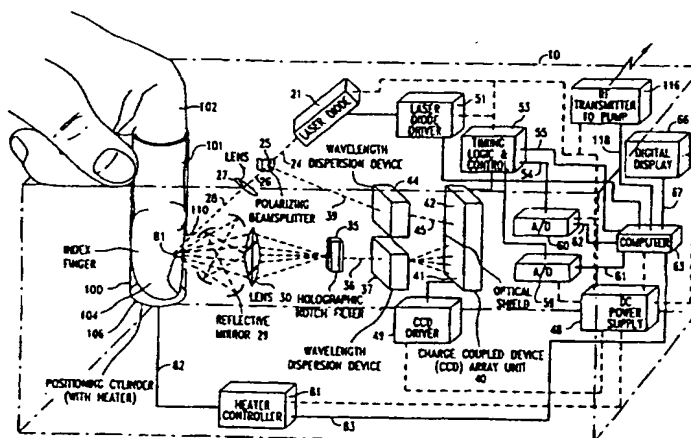 10
102
21
LASER DIODE
LASER DIODE
DRIVER
51
53
TIMING
LOGIC &
CONTROL
55
54
RF
TRANSMITTER
TO PUMP
116
118
66
DIGITAL
DISPLAY
67
101
25
24
WAVELENGTH
DISPERSION DEVICE
LENS
27
26
POLARIZING
BEAMSPLITTER
28
110
44
42
45
39
35
A/D
60
62
COMPUTER
63
INDEX
FINGER
81
36
41
OPTICAL
SHIELD
A/D
59
61
100
104
106
LENS 30
HOLOGRAPHIC
NOTCH FILTER
37
REFLECTIVE
MIRROR 29
CCD
DRIVER
49
48
DC
POWER
SUPPLY
WAVELENGTH
DISPERSION DEVICE
CHARGE COUPLED DEVICE
(CCD) ARRAY UNIT
40
POSITIONING CYLINDER
(WITH HEATER)
82
HEATER
CONTROLLER
81
83